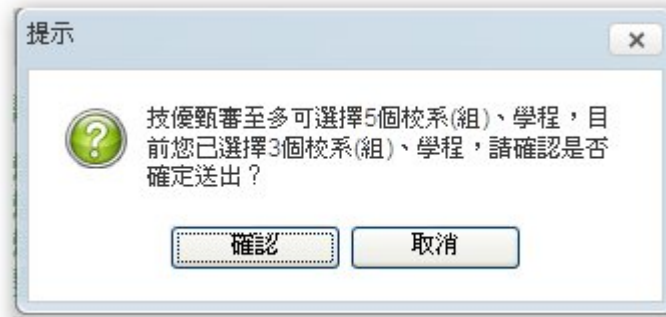 提示
技優甄審至多可選擇5個校系(組)、學程，目
前您已選擇3個校系(組)、學程，請確認是否
確定送出？
確認
取消